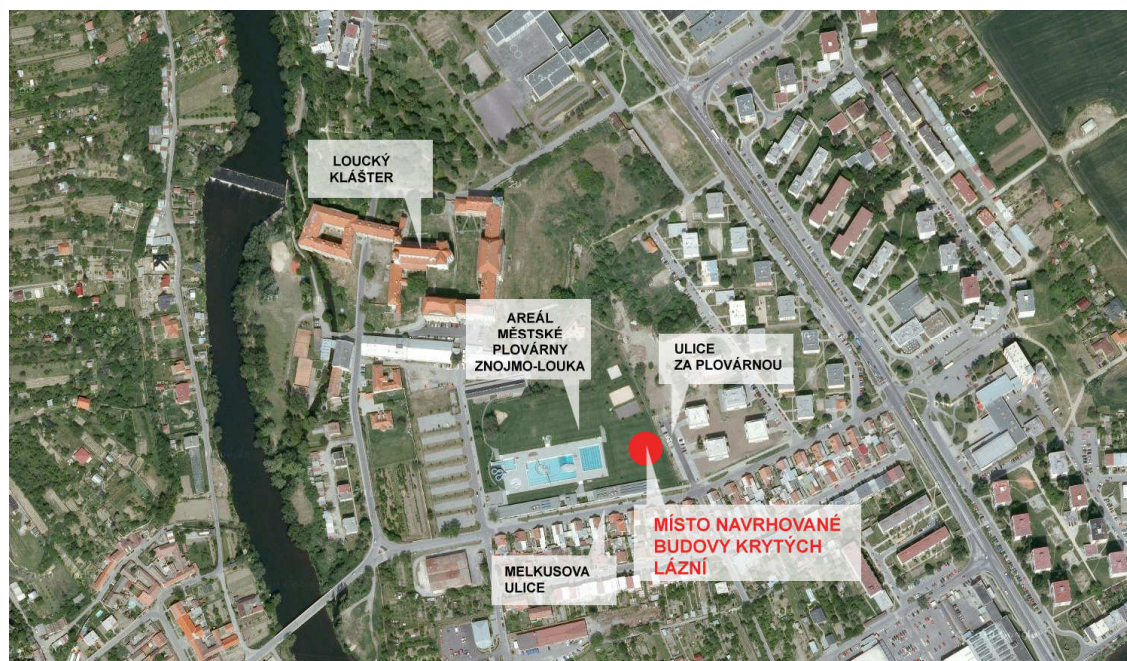 LOUCKÝ
KLÁŠTER
AREÁL
MĚSTSKÉ
PLOVÁRNY
ZNOJMO-LOUKA
ULICE
ZA PLOVÁRNOU
MÍSTO NAVRHOVANÉ
BUDOVY KRYTÝCH
LÁZNÍ
MELKUSOVA
ULICE